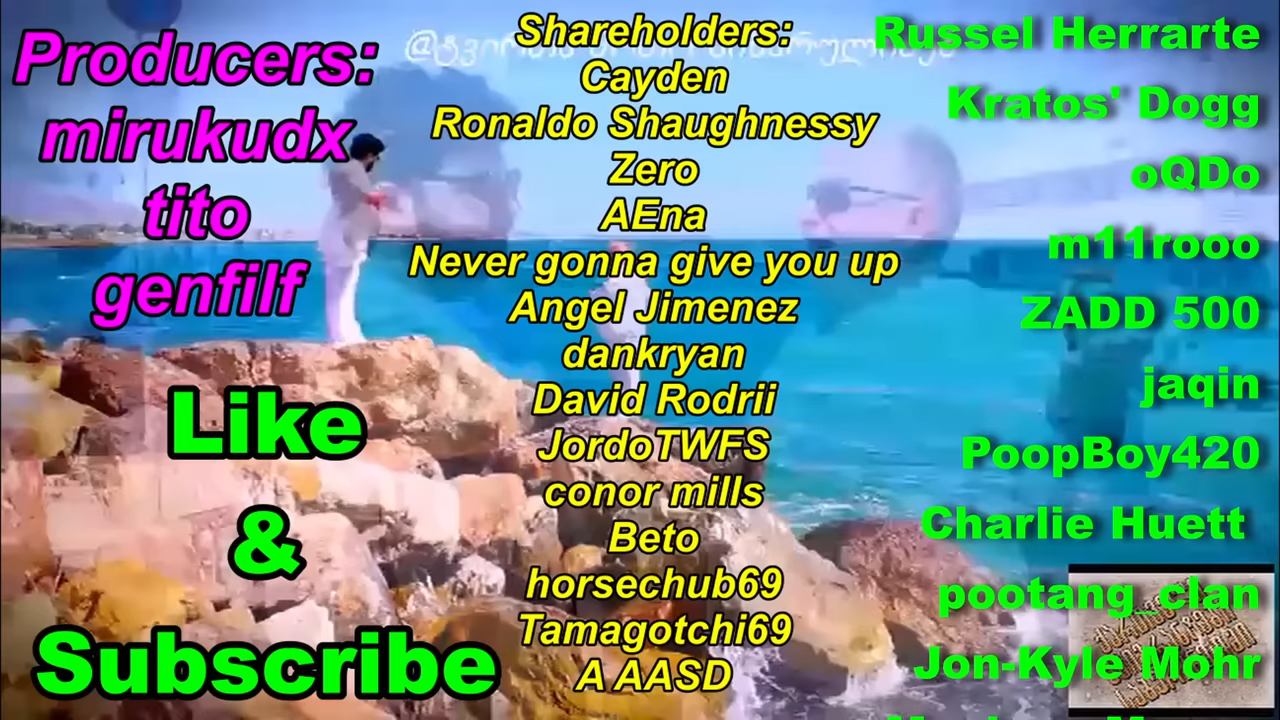 Producers:
mirukudx
tito
genfilf
Like
&
Subscribe
Shareholders:
Cayden
Ronaldo Shaughnessy
Zero
AEna
Never gonna give you up
Angel Jimenez
dankryan
David Rodrii
JordoTWFS
conor mills
Beto
horsechub69
Tamagotchi69
A AASD
Russel Herrarte
Kratos' Dogg
oQDo
m11rooo
ZADD 500
jaqin
PoopBoy420
Charlie Huett
pootang_clan
Jon-Kyle Mohr